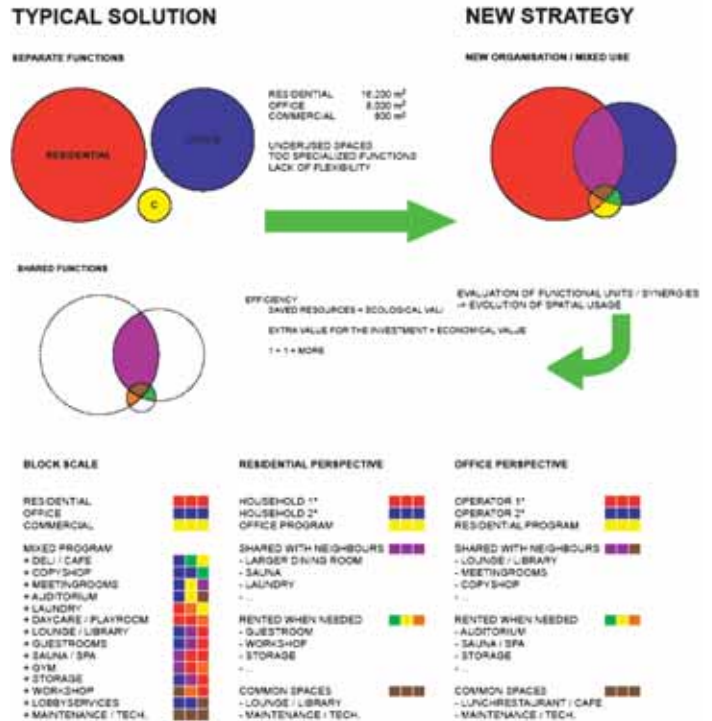 TYPICAL SOLUTION
NEW STRATEGY
SEPARATE FUNCTIONS
NEW ORGANISATION / MIXED USE
RESIDENTIAL 16.200 m²
OFFICE 8.000 m²
COMMERCIAL 800 m²
UNDERUSED SPACES
TOO SPECIALIZED FUNCTIONS
LACK OF FLEXIBILITY
RESIDENTIAL
OFFICE
C
SHARED FUNCTIONS
EFFICIENCY
SAVED RESOURCES = ECOLOGICAL VALU
EXTRA VALUE FOR THE INVESTMENT = ECONOMICAL VALUE
1 + 1 = MORE
EVALUATION OF FUNCTIONAL UNITS / SYNERGIES
-> EVOLUTION OF SPATIAL USAGE
BLOCK SCALE
RESIDENTIAL
OFFICE
COMMERCIAL
MIXED PROGRAM
+ DELI / CAFE
+ COPYSHOP
+ MEETINGROOMS
+ AUDITORIUM
+ LAUNDRY
+ DAYCARE / PLAYROOM
+ LOUNGE / LIBRARY
+ GUESTROOMS
+ SAUNA / SPA
+ GYM
+ STORAGE
+ WORKSHOP
+ LOBBYSERVICES
+ MAINTENANCE / TECH.
RESIDENTIAL PERSPECTIVE
HOUSEHOLD 1*
HOUSEHOLD 2*
OFFICE PROGRAM
SHARED WITH NEIGHBOURS
- LARGER DINING ROOM
- SAUNA
- LAUNDRY
- ..
RENTED WHEN NEEDED
- GUESTROOM
- WORKSHOP
- STORAGE
- ..
COMMON SPACES
- LOUNGE / LIBRARY
- MAINTENANCE / TECH.
OFFICE PERSPECTIVE
OPERATOR 1*
OPERATOR 2*
RESIDENTIAL PROGRAM
SHARED WITH NEIGHBOURS
- LOUNGE / LIBRARY
- MEETINGROOMS
- COPYSHOP
- ..
RENTED WHEN NEEDED
- AUDITORIUM
- SAUNA / SPA
- STORAGE
- ..
COMMON SPACES
- LUNCHRESTAURANT / CAFE
- MAINTENANCE / TECH.